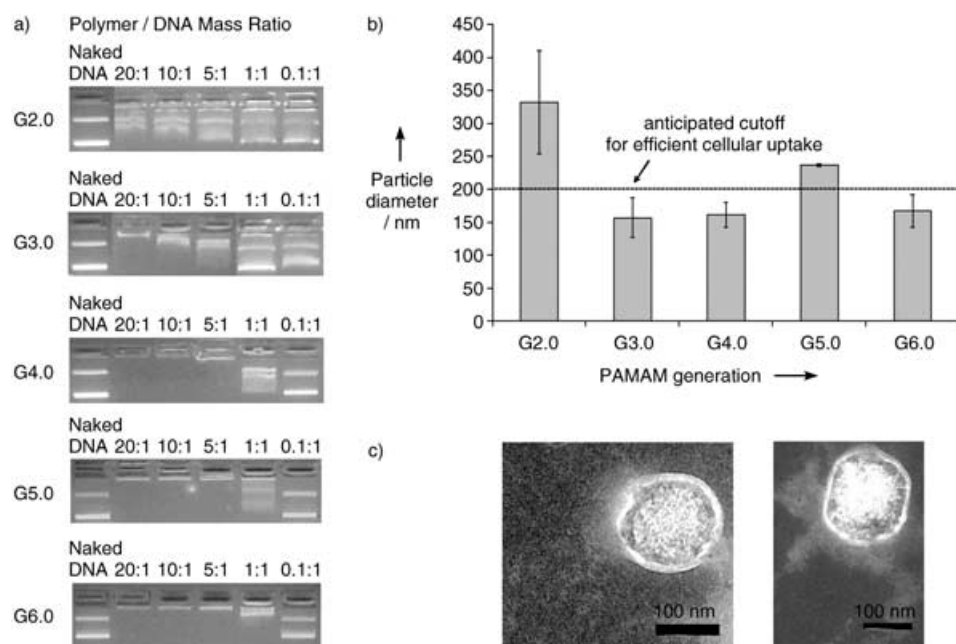 a) Polymer / DNA Mass Ratio
Naked
DNA 20:1 10:1 5:1 1:1 0.1:1
G2.0
Naked
DNA 20:1 10:1 5:1 1:1 0.1:1
G3.0
Naked
DNA 20:1 10:1 5:1 1:1 0.1:1
G4.0
Naked
DNA 20:1 10:1 5:1 1:1 0.1:1
G5.0
Naked
DNA 20:1 10:1 5:1 1:1 0.1:1
G6.0
b)
450
400
350
300
250
200
150
100
50
0
Particle
diameter
/ nm
anticipated cutoff
for efficient cellular uptake
G2.0 G3.0 G4.0 G5.0 G6.0
PAMAM generation
c)
100 nm
100 nm